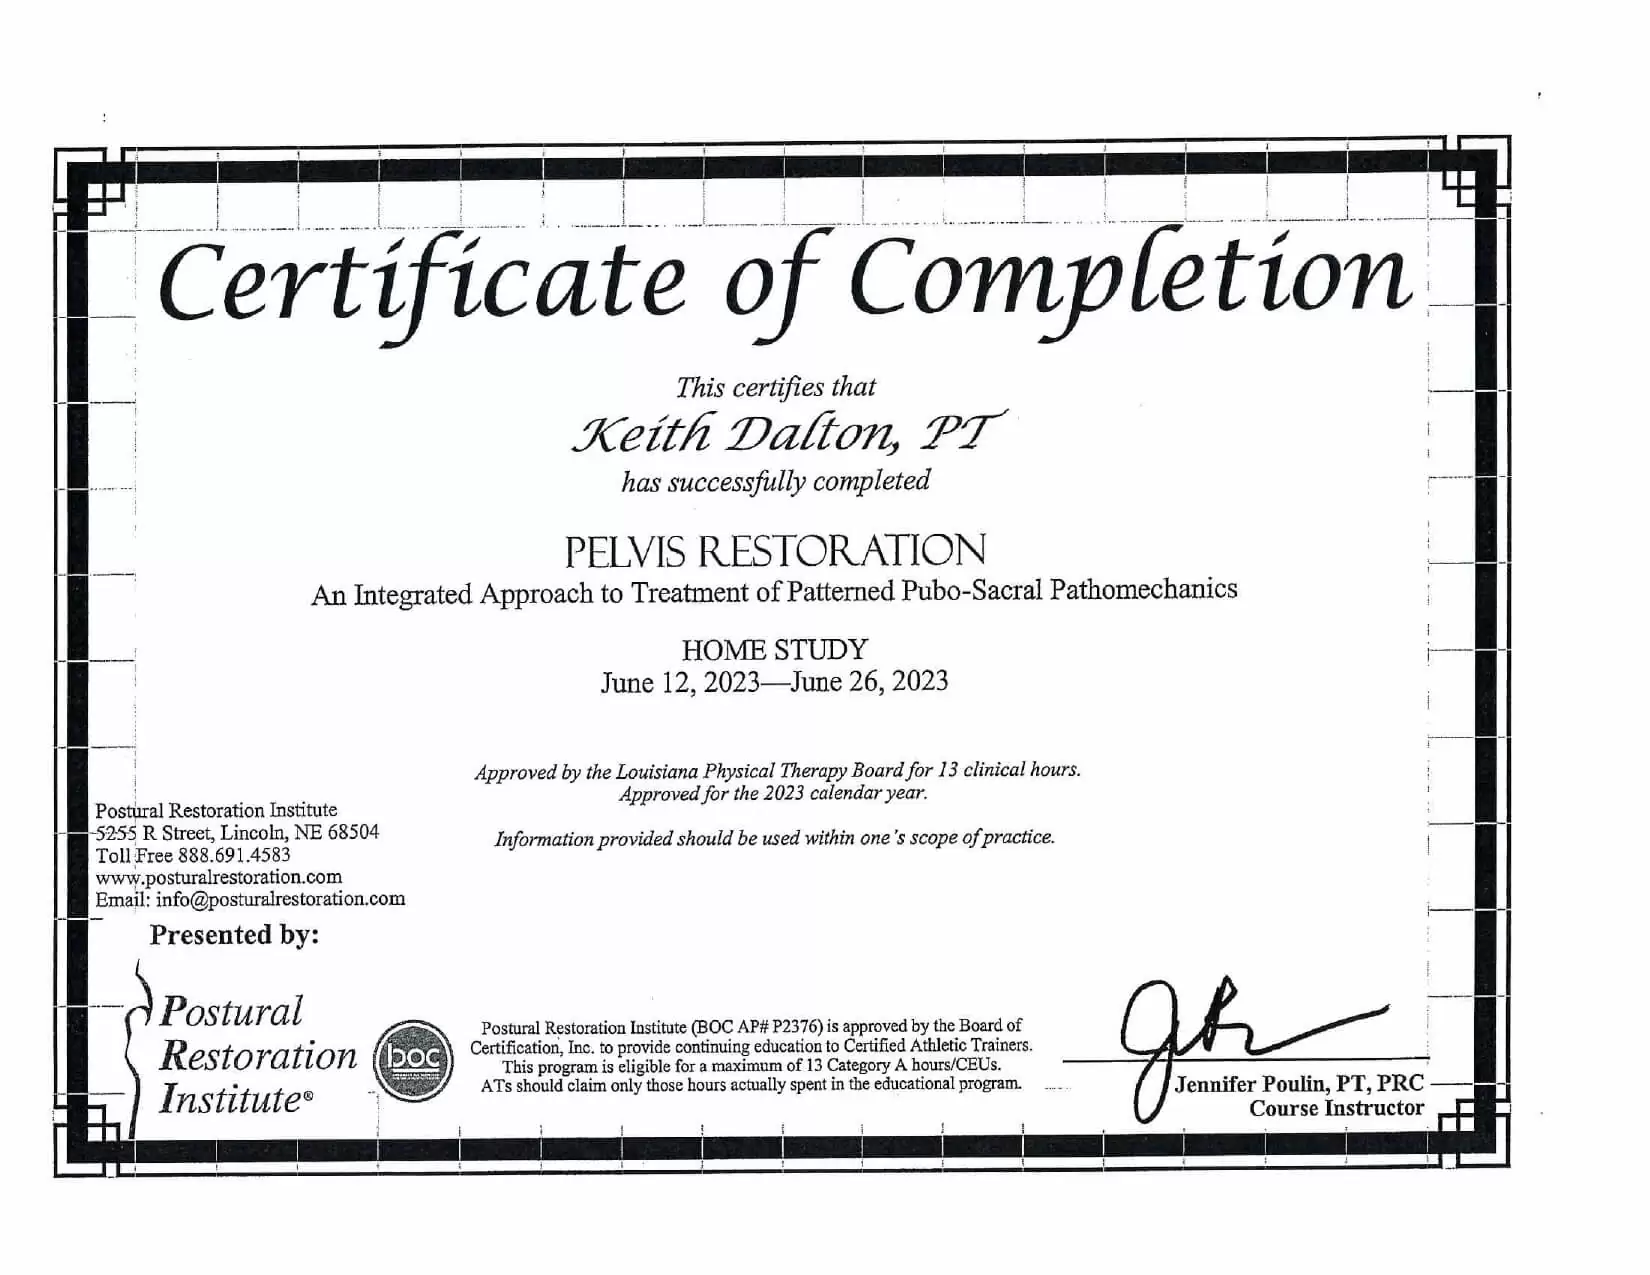 Certificate of Completion
This certifies that
Keith Dalton, PT
has successfully completed
PELVIS RESTORATION
An Integrated Approach to Treatment of Patterned Pubo-Sacral Pathomechanics
HOME STUDY
June 12, 2023—June 26, 2023
Approved by the Louisiana Physical Therapy Board for 13 clinical hours.
Approved for the 2023 calendar year.
Information provided should be used within one's scope of practice.
Postural Restoration Institute
5255 R Street, Lincoln, NE 68504
Toll Free 888.691.4583
www.posturalrestoration.com
Email: info@posturalrestoration.com
Presented by:
Postural
Restoration
Institute®
boc
Postural Restoration Institute (BOC AP# P2376) is approved by the Board of
Certification, Inc. to provide continuing education to Certified Athletic Trainers.
This program is eligible for a maximum of 13 Category A hours/CEUs.
ATs should claim only those hours actually spent in the educational program.
Jennifer Poulin, PT, PRC
Course Instructor